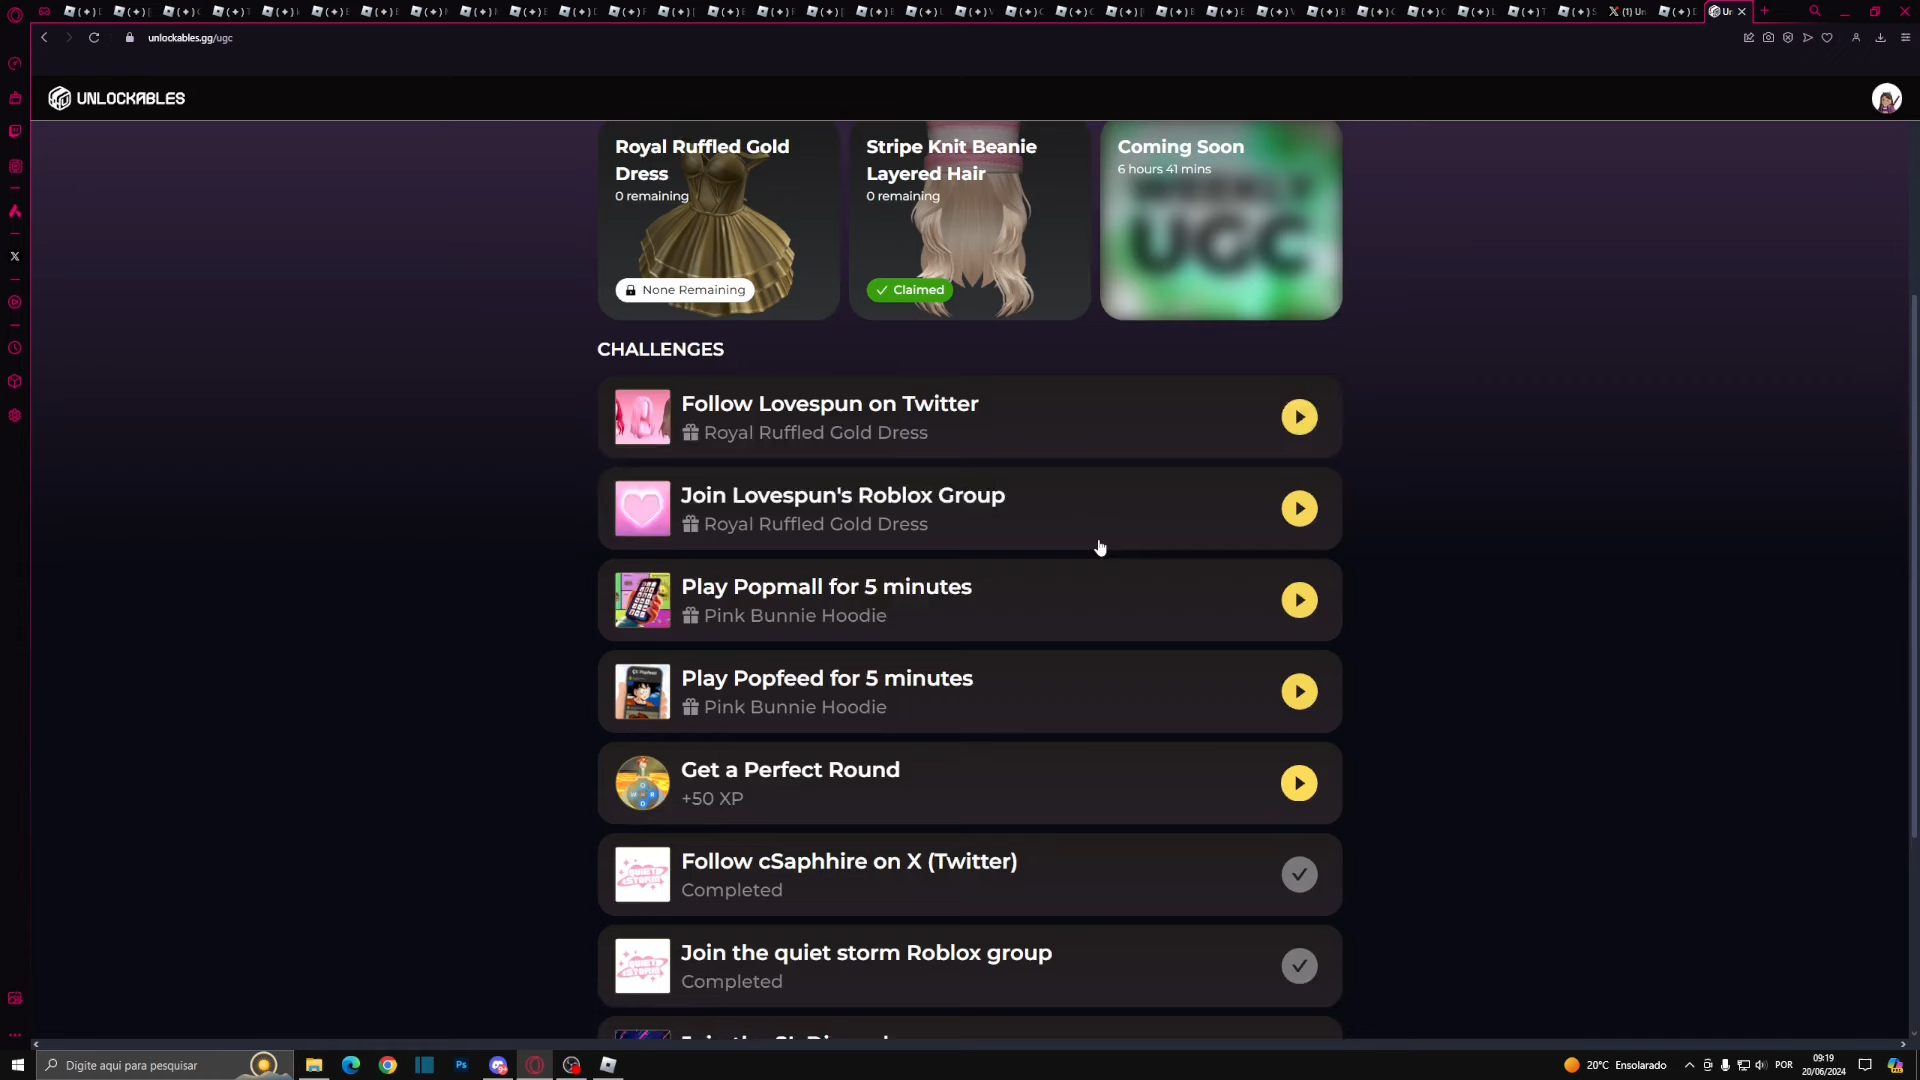 unlockables.gg/ugc
UNLOCKABLES
Royal Ruffled Gold
Dress
0 remaining
None Remaining
Stripe Knit Beanie
Layered Hair
0 remaining
Claimed
Coming Soon
6 hours 41 mins
WEEKLY
UGC
CHALLENGES
Follow Lovespun on Twitter
Royal Ruffled Gold Dress
Join Lovespun's Roblox Group
Royal Ruffled Gold Dress
Play Popmall for 5 minutes
Pink Bunnie Hoodie
Play Popfeed for 5 minutes
Pink Bunnie Hoodie
Get a Perfect Round
+50 XP
Follow cSaphhire on X (Twitter)
Completed
Join the quiet storm Roblox group
Completed
Digite aqui para pesquisar
20°C Ensolarado
POR
09:19
20/06/2024